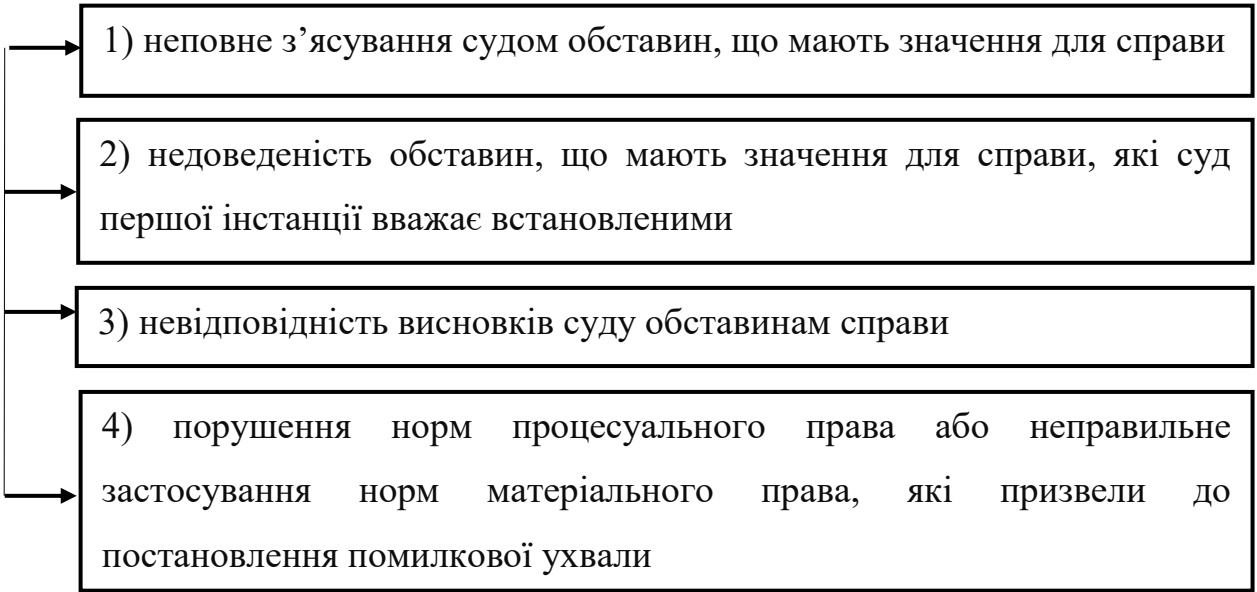 1) неповне з’ясування судом обставин, що мають значення для справи
2) недоведеність обставин, що мають значення для справи, які суд
першої інстанції вважає встановленими
3) невідповідність висновків суду обставинам справи
4) порушення норм процесуального права або неправильне
застосування норм матеріального права, які призвели до
постановлення помилкової ухвали